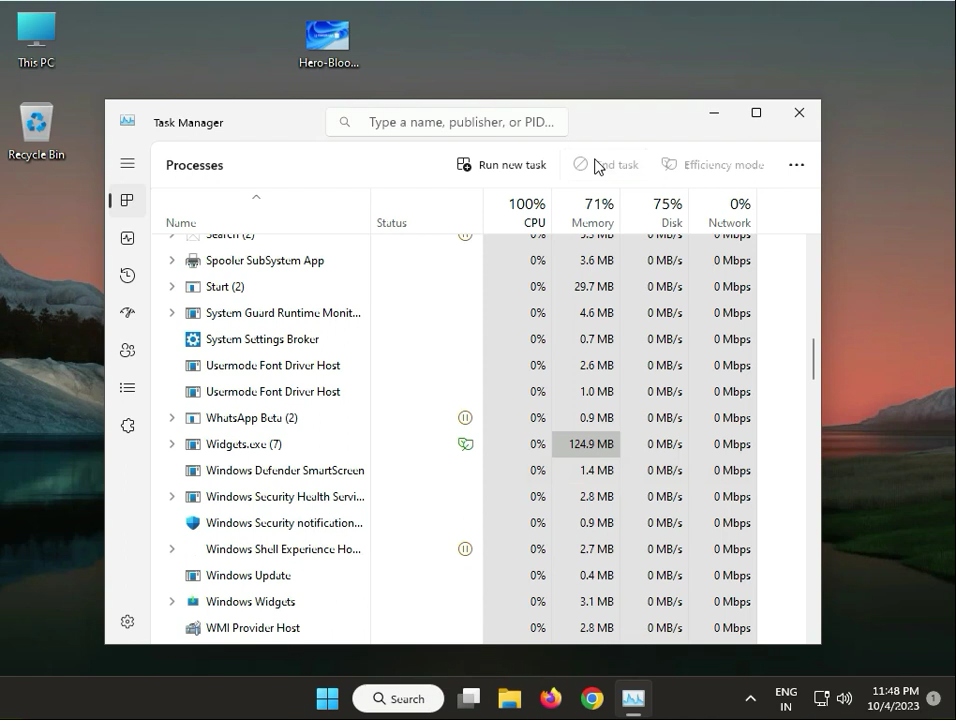 This PC
Hero-Bloo...
Recycle Bin
Task Manager
Type a name, publisher, or PID...
Processes
Run new task
End task
Efficiency mode
100% 71% 75% 0%
Name Status CPU Memory Disk Network
Search (2) 0% 5.5 MB 0 MB/s 0 Mbps
Spooler SubSystem App 0% 3.6 MB 0 MB/s 0 Mbps
Start (2) 0% 29.7 MB 0 MB/s 0 Mbps
System Guard Runtime Monit... 0% 4.6 MB 0 MB/s 0 Mbps
System Settings Broker 0% 0.7 MB 0 MB/s 0 Mbps
Usermode Font Driver Host 0% 2.6 MB 0 MB/s 0 Mbps
Usermode Font Driver Host 0% 1.0 MB 0 MB/s 0 Mbps
WhatsApp Beta (2) 0% 0.9 MB 0 MB/s 0 Mbps
Widgets.exe (7) 0% 124.9 MB 0 MB/s 0 Mbps
Windows Defender SmartScreen 0% 1.4 MB 0 MB/s 0 Mbps
Windows Security Health Servi... 0% 2.8 MB 0 MB/s 0 Mbps
Windows Security notification... 0% 0.9 MB 0 MB/s 0 Mbps
Windows Shell Experience Ho... 0% 2.7 MB 0 MB/s 0 Mbps
Windows Update 0% 0.4 MB 0 MB/s 0 Mbps
Windows Widgets 0% 3.1 MB 0 MB/s 0 Mbps
WMI Provider Host 0% 2.8 MB 0 MB/s 0 Mbps
Search
ENG
IN
11:48 PM
10/4/2023
1